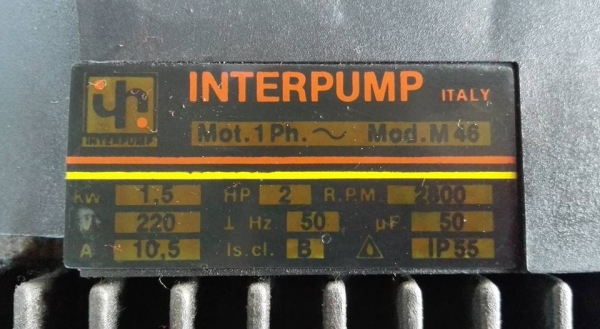 INTERPUMP ITALY
INTERPUMP
Mot. 1 Ph. ~ Mod. M 46
KW 1,5 HP 2 R.P.M. 2800
V 220 ⊥ Hz 50 µF 50
A 10,5 Is.cl. B IP 55